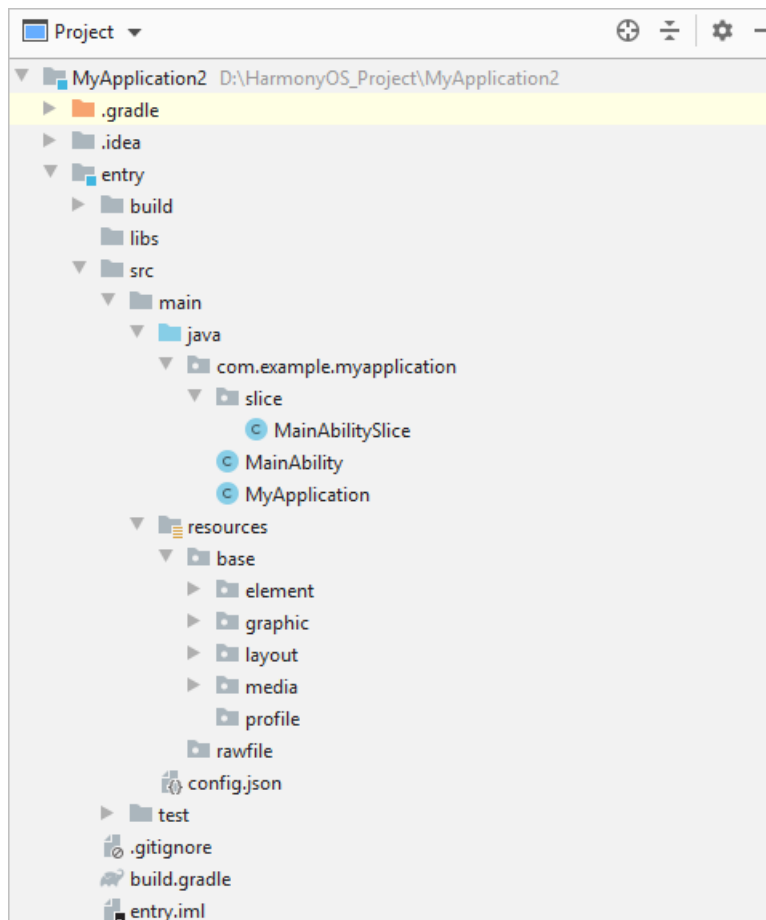 Project
MyApplication2 D:\HarmonyOS_Project\MyApplication2
.gradle
.idea
entry
build
libs
src
main
java
com.example.myapplication
slice
MainAbilitySlice
MainAbility
MyApplication
resources
base
element
graphic
layout
media
profile
rawfile
config.json
test
.gitignore
build.gradle
entry.iml